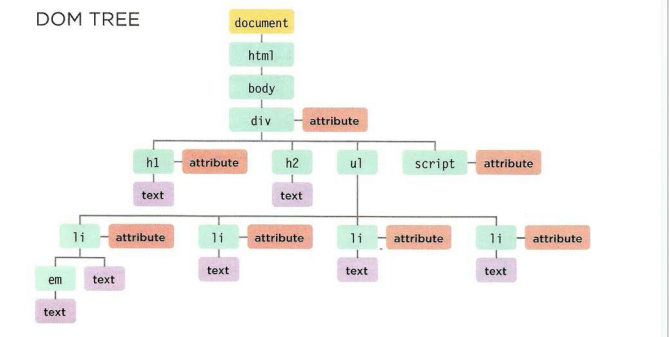 DOM TREE
document
html
body
div attribute
h1 attribute h2 ul script attribute
text text
li attribute li attribute li attribute li attribute
em text text text text
text